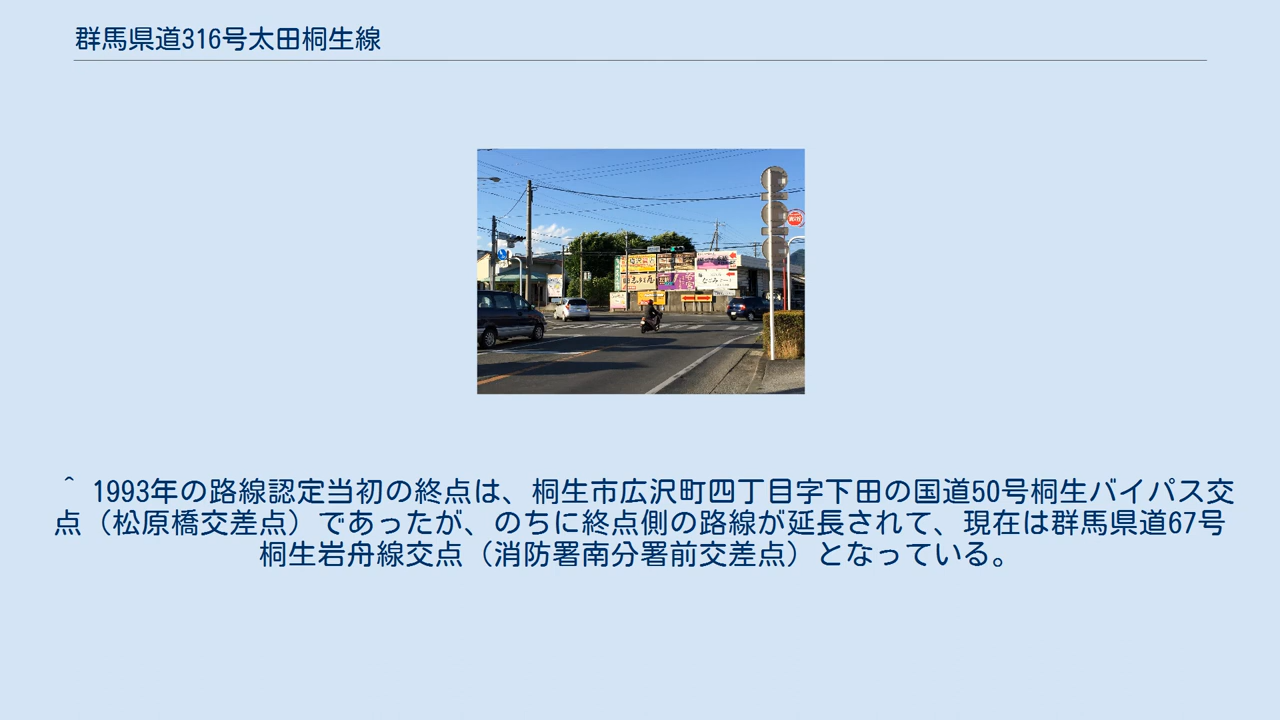 群馬県道316号太田桐生線
^ 1993年の路線認定当初の終点は、桐生市広沢町四丁目字下田の国道50号桐生バイパス交
点（松原橋交差点）であったが、のちに終点側の路線が延長されて、現在は群馬県道67号
桐生岩舟線交点（消防署南分署前交差点）となっている。